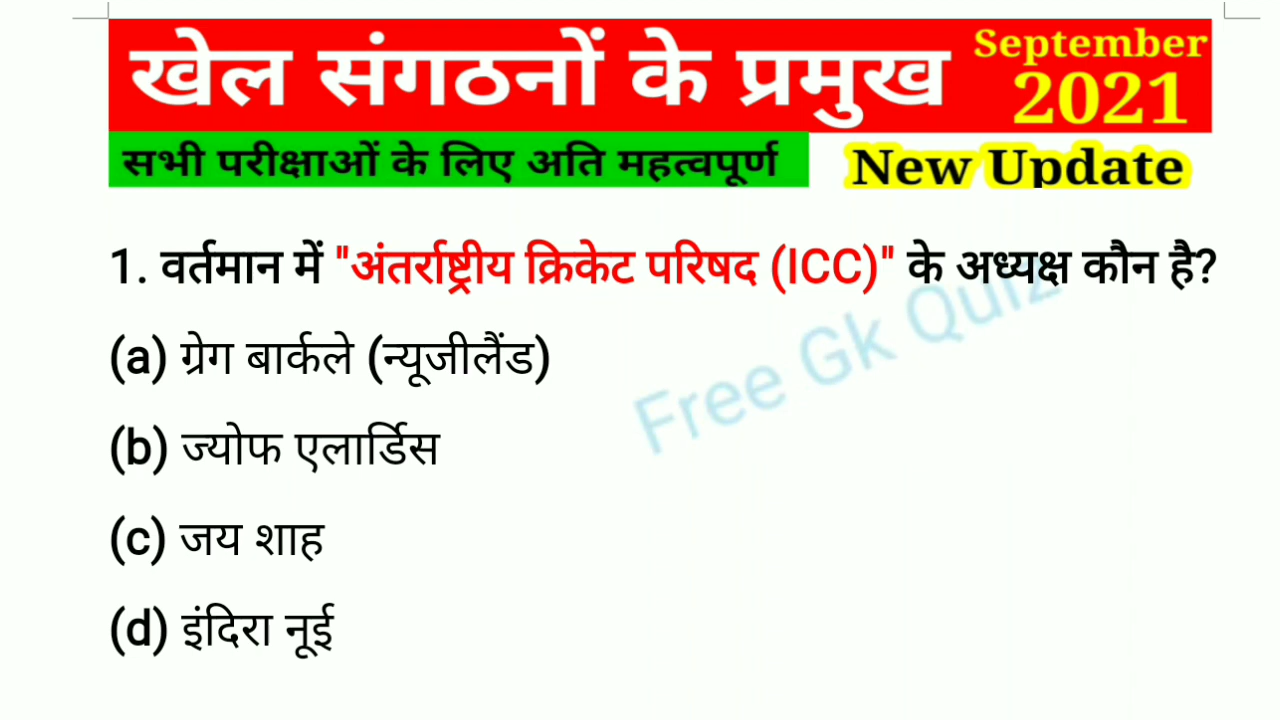 खेल संगठनों के प्रमुख September 2021
सभी परीक्षाओं के लिए अति महत्वपूर्ण New Update
1. वर्तमान में "अंतर्राष्ट्रीय क्रिकेट परिषद (ICC)" के अध्यक्ष कौन है?
(a) ग्रेग बार्कले (न्यूजीलैंड)
Free Gk Quiz
(b) ज्योफ एलार्डिस
(c) जय शाह
(d) इंदिरा नूई